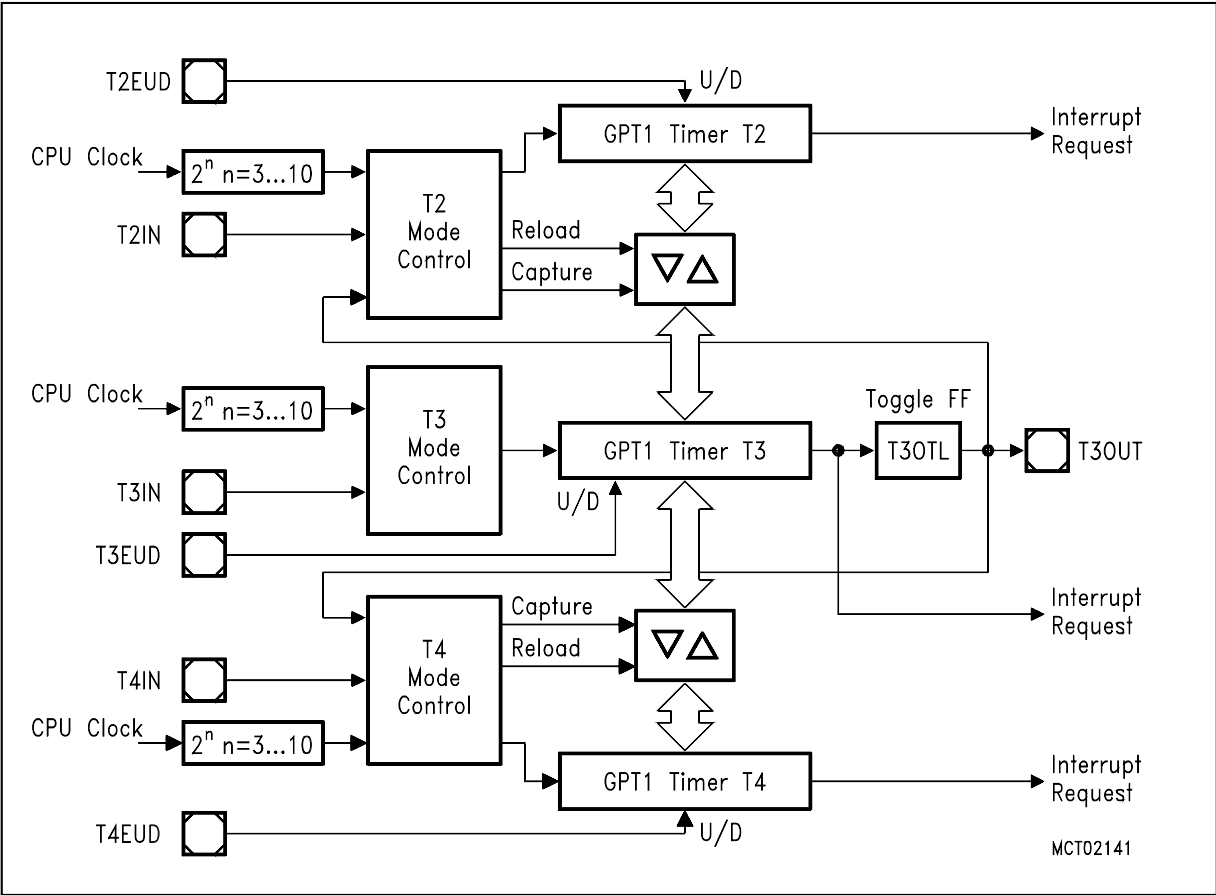 T2EUD
U/D
GPT1 Timer T2
Interrupt
Request
CPU Clock
2ⁿ n=3...10
T2
Mode
Control
T2IN
Reload
Capture
CPU Clock
2ⁿ n=3...10
T3
Mode
Control
Toggle FF
GPT1 Timer T3
T3OTL
T3OUT
T3IN
U/D
T3EUD
Interrupt
Request
Capture
Reload
T4
Mode
Control
T4IN
CPU Clock
2ⁿ n=3...10
GPT1 Timer T4
Interrupt
Request
T4EUD
U/D
MCT02141